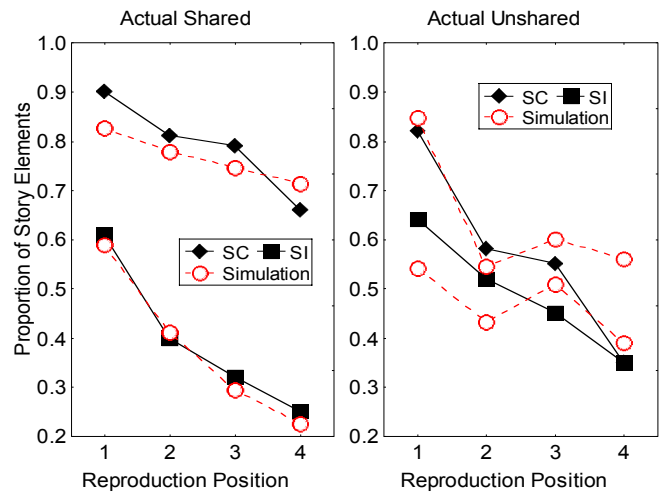 Actual Shared
Actual Unshared
Proportion of Story Elements
1.0
0.9
0.8
0.7
0.6
0.5
0.4
0.3
0.2
SC SI
Simulation
1 2 3 4
Reproduction Position
1.0
0.9
0.8
0.7
0.6
0.5
0.4
0.3
0.2
SC SI
Simulation
1 2 3 4
Reproduction Position